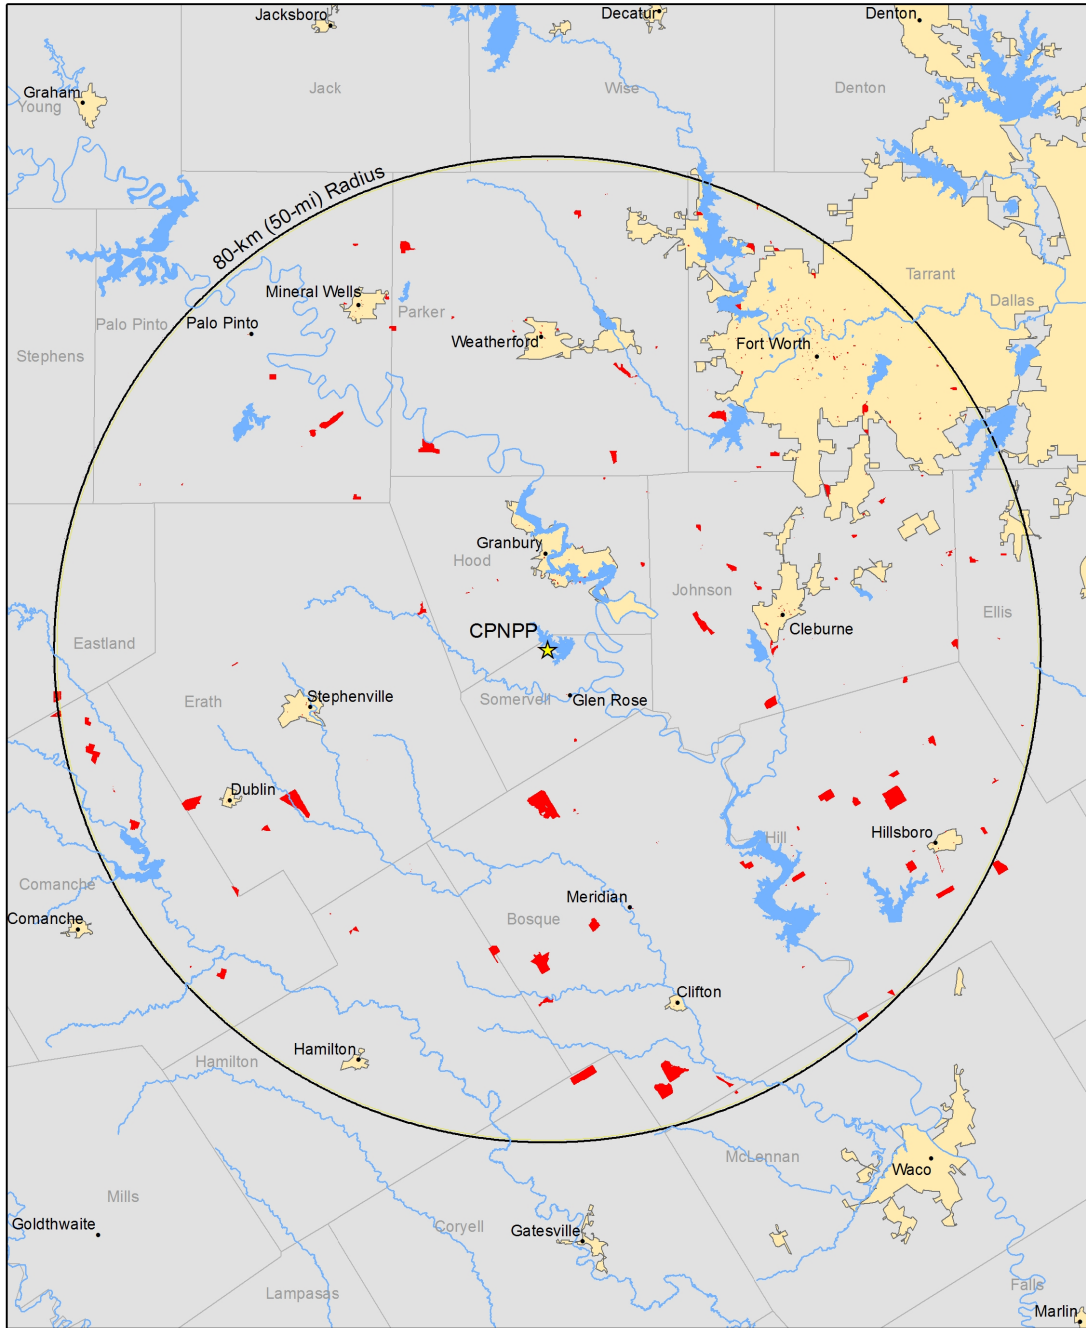 Jacksboro
Decatur
Denton
Graham
Young
Jack
Wise
Denton
80-km (50-mi) Radius
Tarrant
Mineral Wells
Dallas
Parker
Palo Pinto
Palo Pinto
Stephens
Weatherford
Fort Worth
Granbury
Hood
Johnson
Ellis
CPNPP
Cleburne
Eastland
Stephenville
Erath
Somervell
Glen Rose
Dublin
Hillsboro
Hill
Comanche
Meridian
Comanche
Bosque
Clifton
Hamilton
Hamilton
McLennan
Waco
Mills
Goldthwaite
Coryell
Gatesville
Lampasas
Falls
Marlin